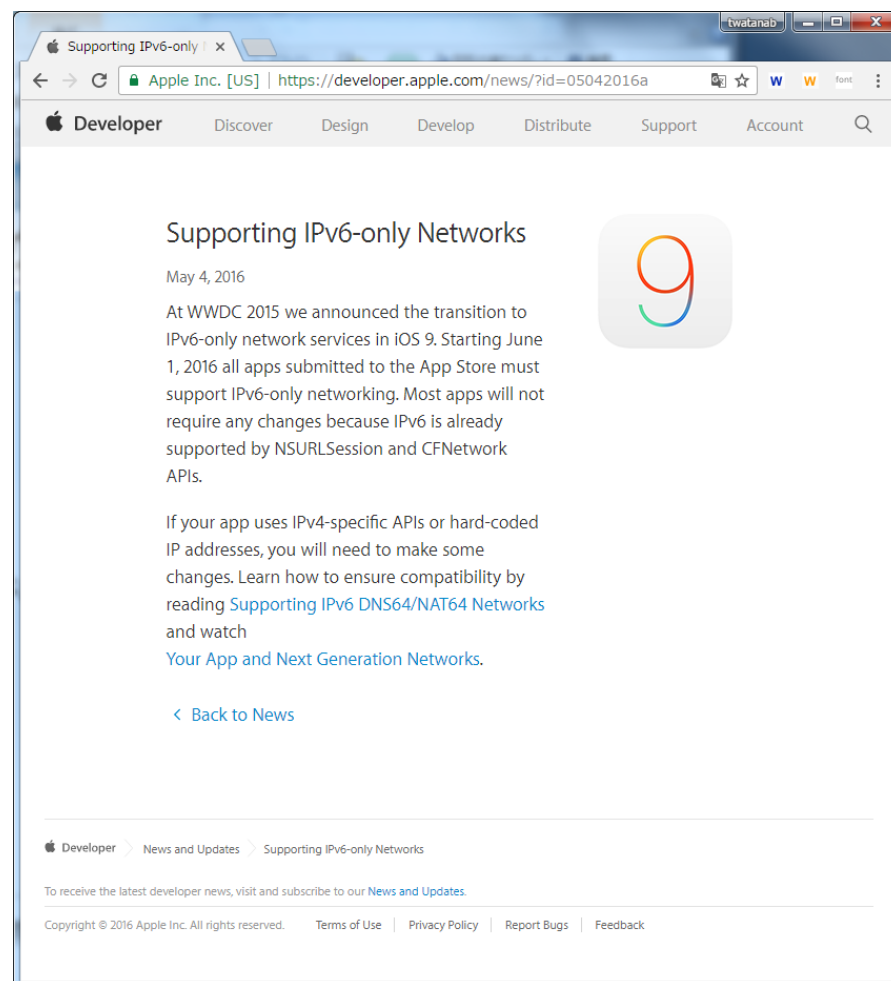 twatanab
Supporting IPv6-only
Apple Inc. [US] | https://developer.apple.com/news/?id=05042016a W W font
Developer Discover Design Develop Distribute Support Account
Supporting IPv6-only Networks
9
May 4, 2016
At WWDC 2015 we announced the transition to
IPv6-only network services in iOS 9. Starting June
1, 2016 all apps submitted to the App Store must
support IPv6-only networking. Most apps will not
require any changes because IPv6 is already
supported by NSURLSession and CFNetwork
APIs.
If your app uses IPv4-specific APIs or hard-coded
IP addresses, you will need to make some
changes. Learn how to ensure compatibility by
reading Supporting IPv6 DNS64/NAT64 Networks
and watch
Your App and Next Generation Networks.
Back to News
Developer News and Updates Supporting IPv6-only Networks
To receive the latest developer news, visit and subscribe to our News and Updates.
Copyright © 2016 Apple Inc. All rights reserved. Terms of Use Privacy Policy Report Bugs Feedback